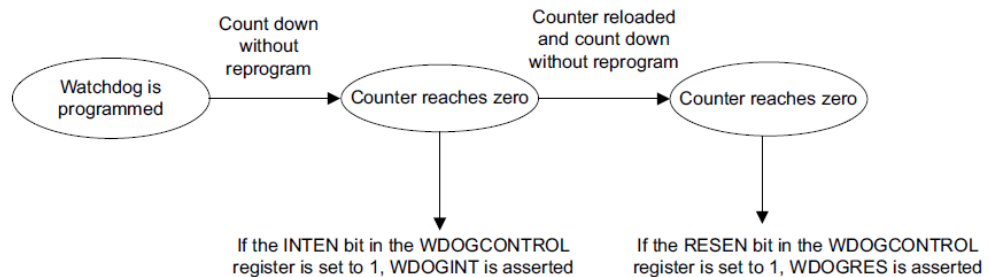 Count down
without
reprogram
Counter reloaded
and count down
without reprogram
Watchdog is
programmed
Counter reaches zero
Counter reaches zero
If the INTEN bit in the WDOGCONTROL
register is set to 1, WDOGINT is asserted
If the RESEN bit in the WDOGCONTROL
register is set to 1, WDOGRES is asserted